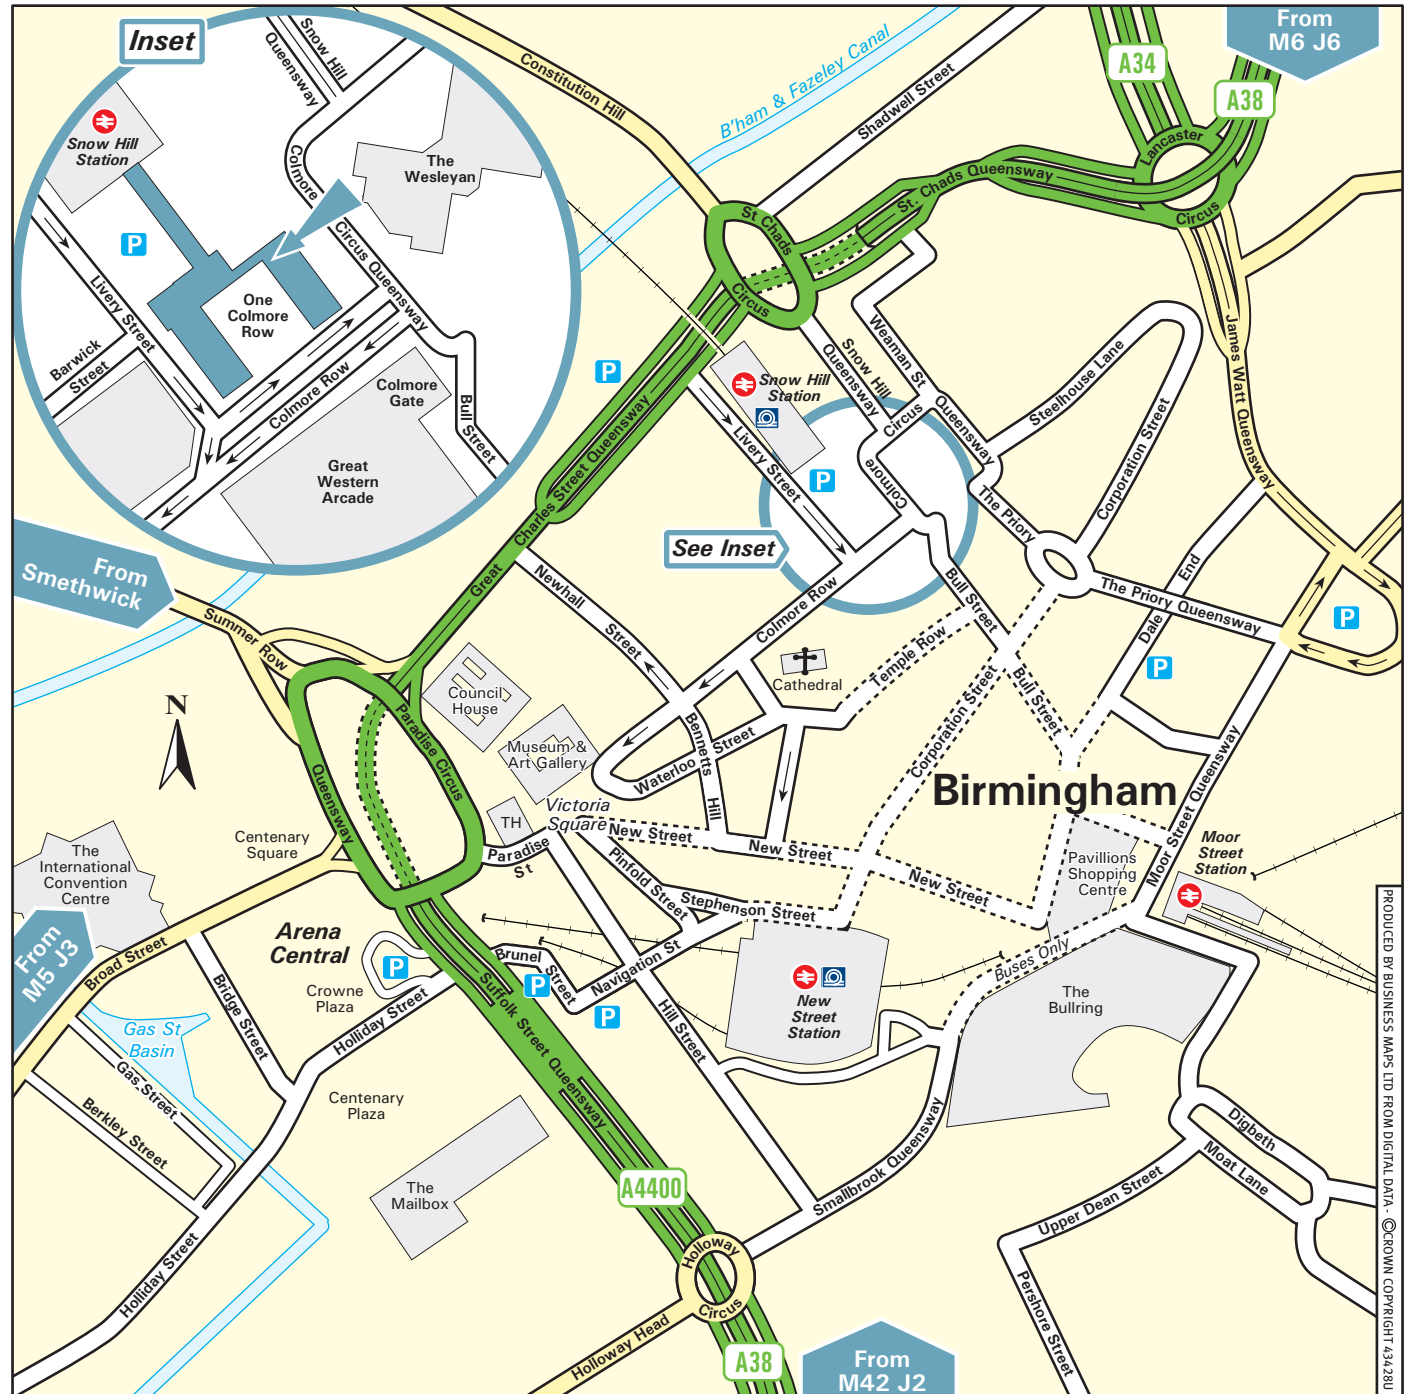 Inset
Snow Hill
Queensway
Snow Hill
Station
Colmore
Circus Queensway
The
Wesleyan
P
Livery Street
One
Colmore
Row
Barwick
Street
Colmore Row
Colmore
Gate
Bull Street
Great
Western
Arcade
Constitution Hill
B'ham & Fazeley Canal
Shadwell Street
A34
From
M6 J6
A38
Lancaster
Circus
St. Chads Queensway
St Chads
Circus
James Watt Queensway
Snow Hill
Queensway
Weaman St
Queensway
Steelhouse Lane
Corporation Street
P
Snow Hill
Station
Livery Street
P
Colmore
Circus
See Inset
The Priory
The Priory Queensway
Great Charles Street Queensway
From
Smethwick
Summer Row
Newhall
Street
Colmore Row
Bull Street
Dale End
P
P
Cathedral
Temple Row
Bull Street
Corporation Street
N
Council
House
Museum &
Art Gallery
Paradise Circus
Queensway
Waterloo Street
Bennetts
Hill
Birmingham
Moor Street Queensway
Victoria
Square
TH
Paradise
St
New Street
New Street
New Street
Pinfold Street
Stephenson Street
Pavillions
Shopping
Centre
Moor
Street
Station
Centenary
Square
The
International
Convention
Centre
From
M5 J3
Broad Street
Arena
Central
P
Crowne
Plaza
Brunel
Street
P
Navigation St
P
New
Street
Station
Buses Only
The
Bullring
Bridge Street
Holliday Street
Suffolk Street Queensway
Hill Street
Gas St
Basin
Gas Street
Berkley Street
Centenary
Plaza
The
Mailbox
Holliday Street
A4400
Smallbrook Queensway
Digbeth
Moat Lane
Upper Dean Street
Pershore Street
Holloway
Circus
Holloway Head
A38
From
M42 J2
PRODUCED BY BUSINESS MAPS LTD FROM DIGITAL DATA - ©CROWN COPYRIGHT 43428U